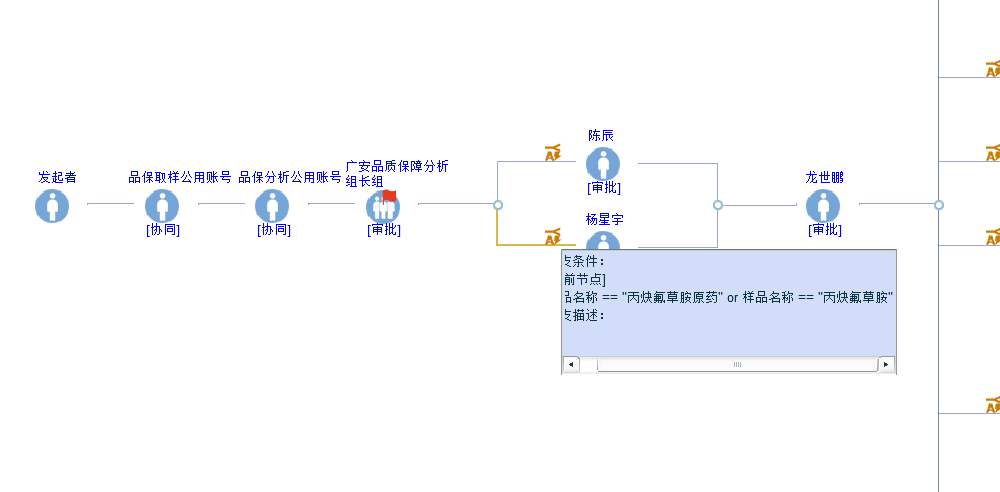 发起者
品保取样公用账号
[协同]
品保分析公用账号
[协同]
广安品质保障分析
组长组
[审批]
陈辰
[审批]
杨星宇
龙世鹏
[审批]
条件：
前节点]
品名称 == "丙炔氟草胺原药" or 样品名称 == "丙炔氟草胺"
描述：